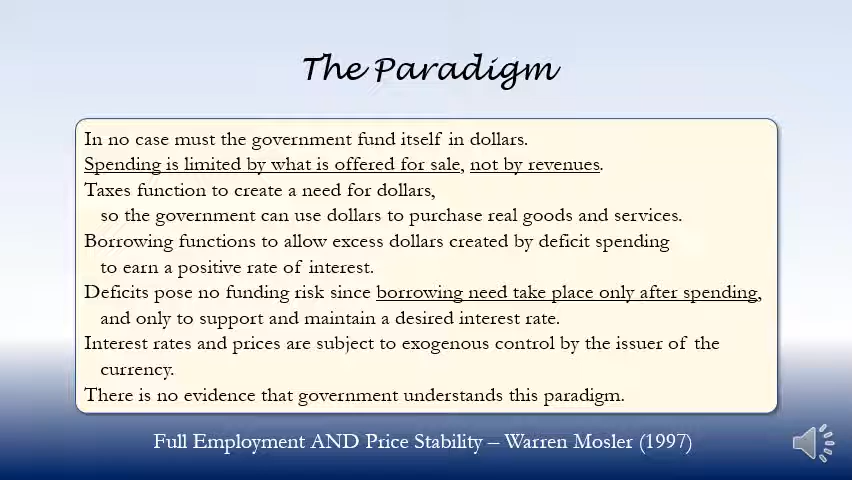 The Paradigm
In no case must the government fund itself in dollars.
Spending is limited by what is offered for sale, not by revenues.
Taxes function to create a need for dollars,
so the government can use dollars to purchase real goods and services.
Borrowing functions to allow excess dollars created by deficit spending
to earn a positive rate of interest.
Deficits pose no funding risk since borrowing need take place only after spending,
and only to support and maintain a desired interest rate.
Interest rates and prices are subject to exogenous control by the issuer of the
currency.
There is no evidence that government understands this paradigm.
Full Employment AND Price Stability – Warren Mosler (1997)